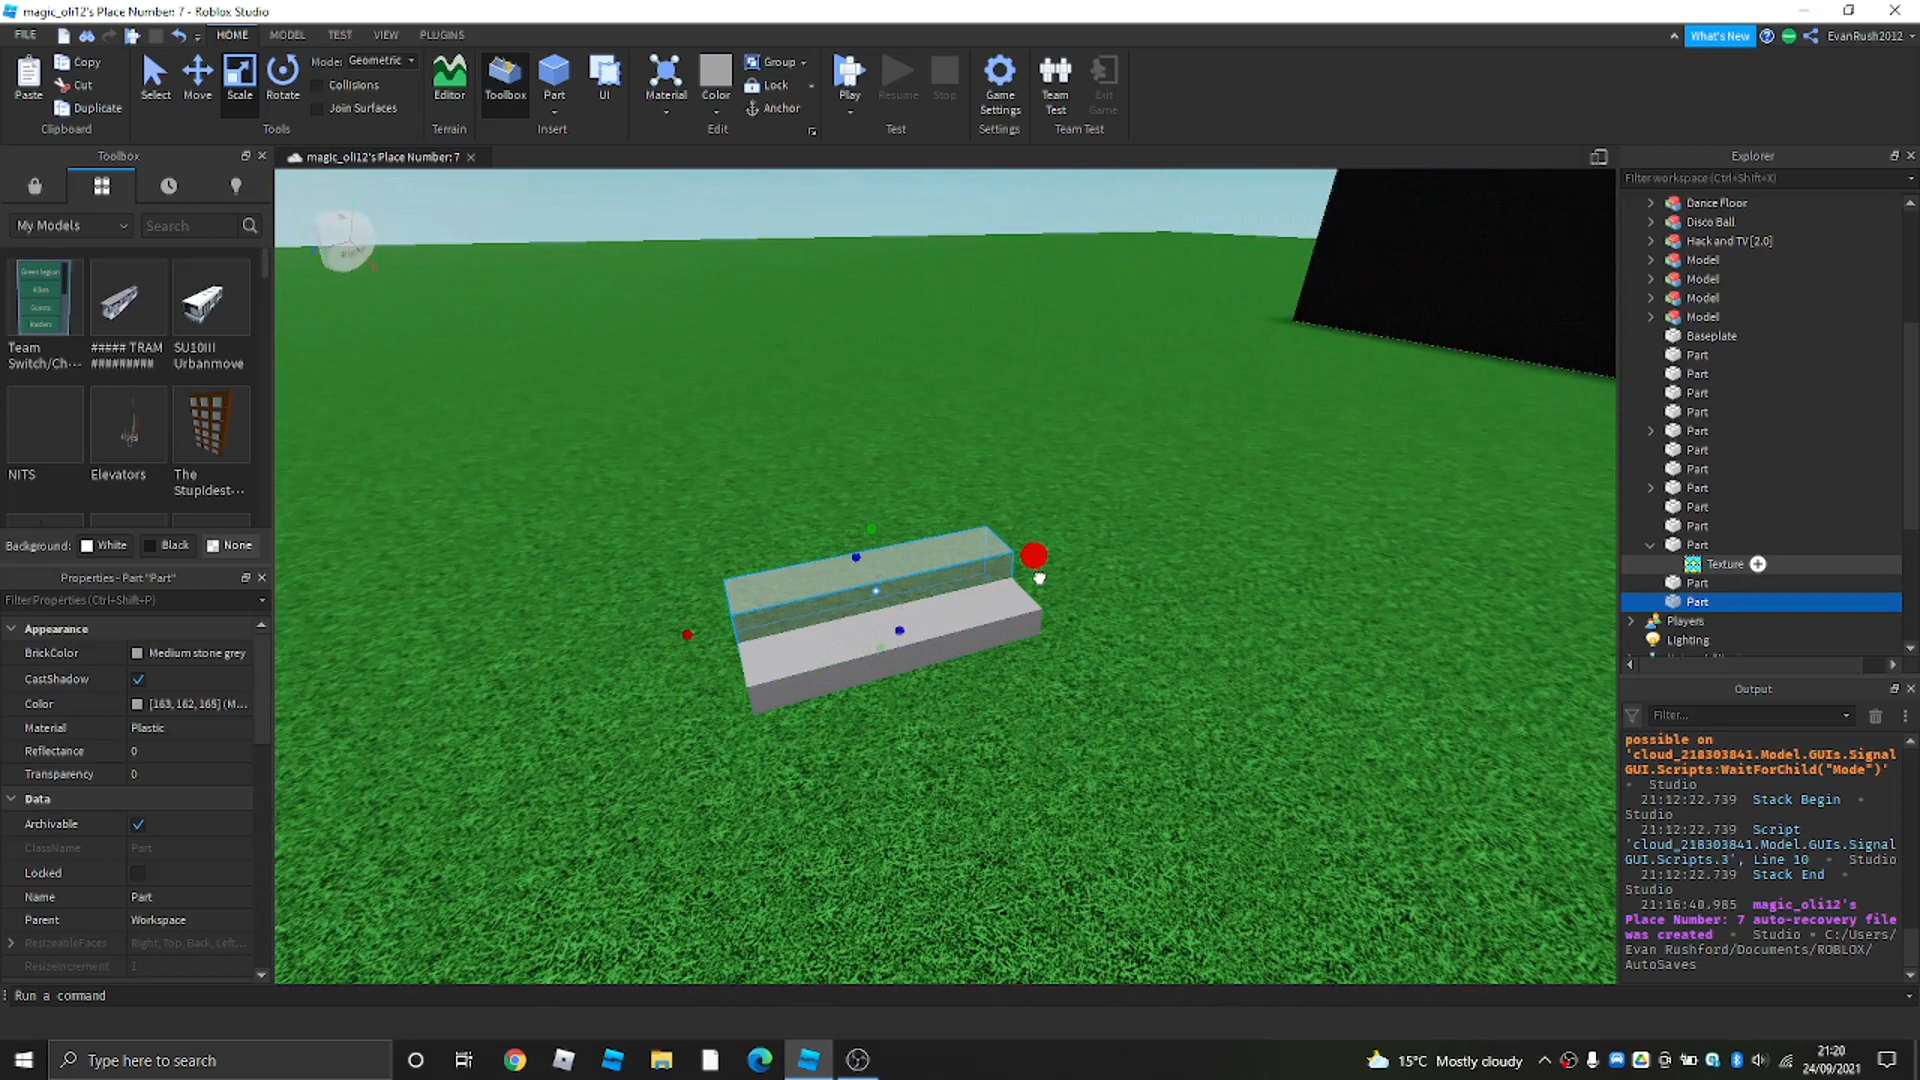 magic_oli12's Place Number: 7 - Roblox Studio
FILE HOME MODEL TEST VIEW PLUGINS What's New EvanRush2012
Paste Copy Cut Duplicate Clipboard
Select Move Scale Rotate Mode: Geometric Collisions Join Surfaces Tools
Editor Terrain
Toolbox Part UI Insert
Material Color Group Lock Anchor Edit
Play Resume Stop Test
Game Settings Settings
Team Test Exit Game Team Test
Toolbox
magic_oli12's Place Number: 7
My Models Search
Green legion
Allies
Guests
Raiders
Team Switch/Ch...
##### TRAM #########
SU10III Urbanmove
NITS
Elevators
The Stupidest...
Background: White Black None
Properties - Part "Part"
Filter Properties (Ctrl+Shift+P)
Appearance
BrickColor Medium stone grey
CastShadow
Color [163, 162, 165] (M...
Material Plastic
Reflectance 0
Transparency 0
Data
Archivable
ClassName Part
Locked
Name Part
Parent Workspace
ResizeableFaces Right, Top, Back, Left...
ResizeIncrement 1
Explorer
Filter workspace (Ctrl+Shift+X)
Dance Floor
Disco Ball
Hack and TV [2.0]
Model
Model
Model
Model
Baseplate
Part
Part
Part
Part
Part
Part
Part
Part
Part
Part
Part
Texture
Part
Part
Players
Lighting
Output
Filter...
possible on
'cloud_218303841.Model.GUIs.Signal
GUI.Scripts:WaitForChild("Mode")'
- Studio
21:12:22.739 Stack Begin -
Studio
21:12:22.739 Script
'cloud_218303841.Model.GUIs.Signal
GUI.Scripts.3', Line 10 - Studio
21:12:22.739 Stack End -
Studio
21:16:40.985 magic_oli12's
Place Number: 7 auto-recovery file
was created - Studio - C:/Users/
Evan Rushford/Documents/ROBLOX/
AutoSaves
Run a command
Type here to search
15°C Mostly cloudy
21:20
24/09/2021